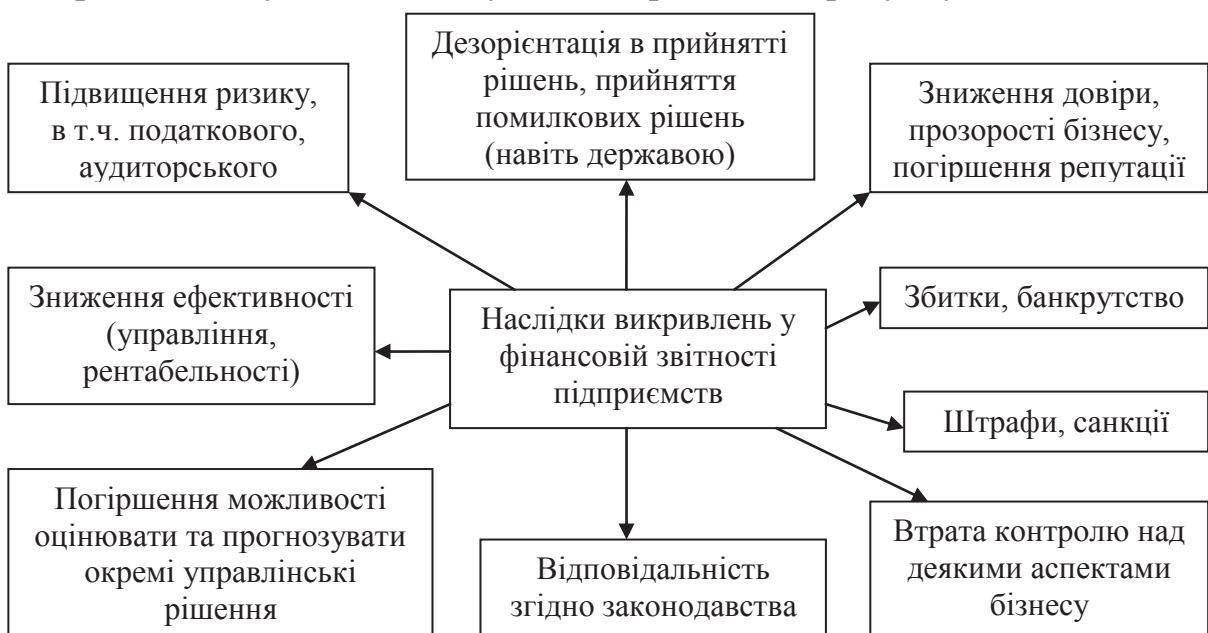 Дезорієнтація в прийнятті
рішень, прийняття
помилкових рішень
(навіть державою)
Підвищення ризику,
в т.ч. податкового,
аудиторського
Зниження довіри,
прозорості бізнесу,
погіршення репутації
Зниження ефективності
(управління,
рентабельності)
Наслідки викривлень у
фінансовій звітності
підприємств
Збитки, банкрутство
Штрафи, санкції
Погіршення можливості
оцінювати та прогнозувати
окремі управлінські
рішення
Відповідальність
згідно законодавства
Втрата контролю над
деякими аспектами
бізнесу